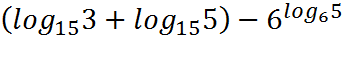 (log₁₅3 + log₁₅5) − 6^{log₆5}